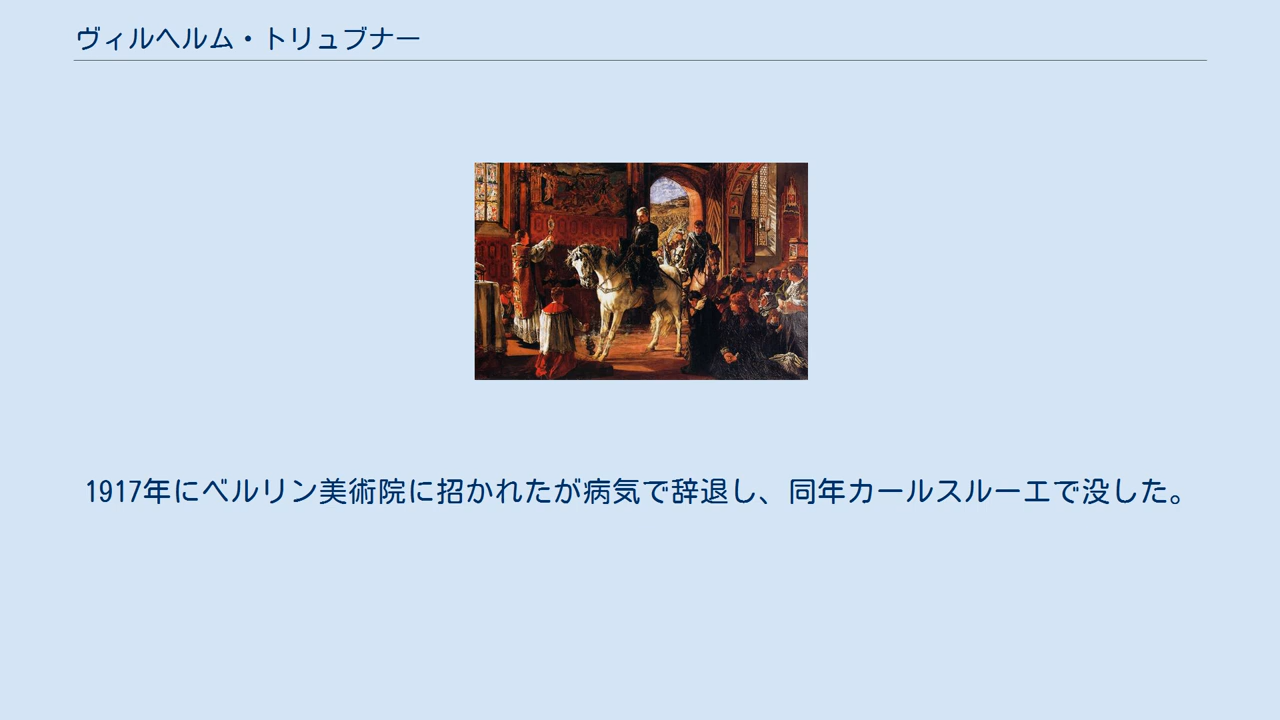 ヴィルヘルム・トリュブナー
1917年にベルリン美術院に招かれたが病気で辞退し、同年カールスルーエで没した。